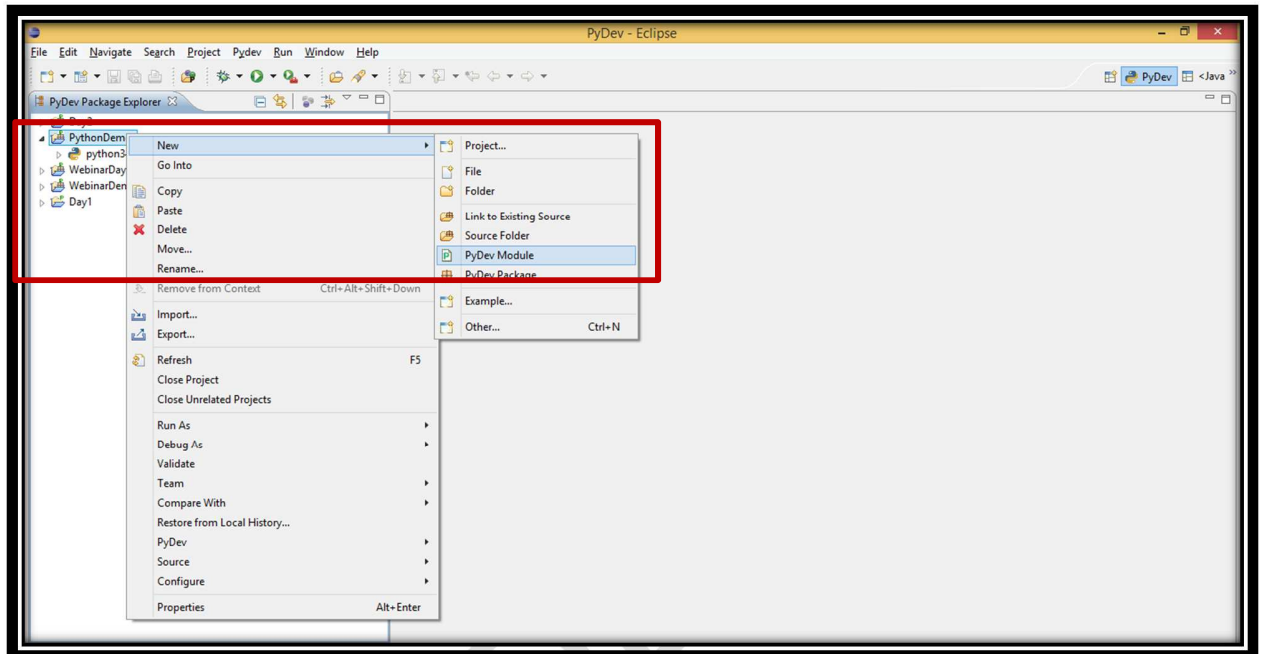 PyDev - Eclipse
File Edit Navigate Search Project Pydev Run Window Help
PyDev <Java
PyDev Package Explorer
PythonDem
python3
WebinarDay
WebinarDen
Day1
New
Go Into
Copy
Paste
Delete
Move...
Rename...
Remove from Context Ctrl+Alt+Shift+Down
Import...
Export...
Refresh F5
Close Project
Close Unrelated Projects
Run As
Debug As
Validate
Team
Compare With
Restore from Local History...
PyDev
Source
Configure
Properties Alt+Enter
Project...
File
Folder
Link to Existing Source
Source Folder
PyDev Module
PyDev Package
Example...
Other... Ctrl+N